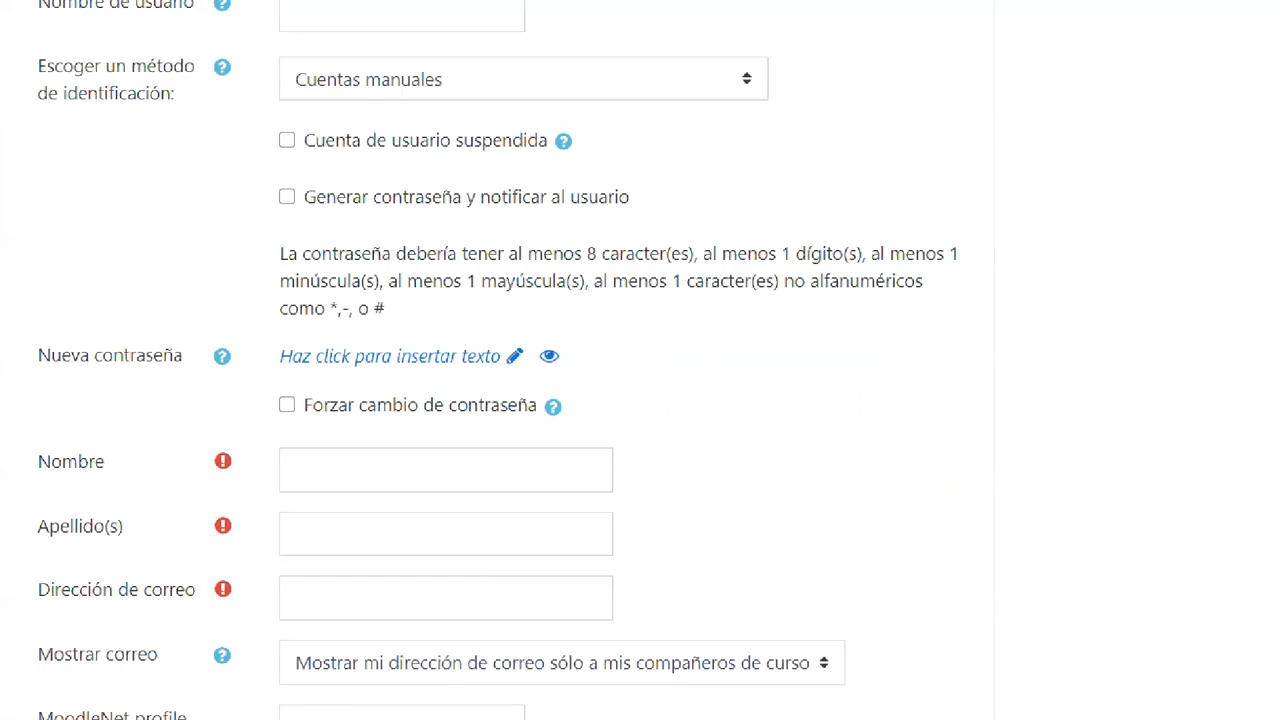 Nombre de usuario
Escoger un método
de identificación:
Cuentas manuales
Cuenta de usuario suspendida
Generar contraseña y notificar al usuario
La contraseña debería tener al menos 8 caracter(es), al menos 1 dígito(s), al menos 1
minúscula(s), al menos 1 mayúscula(s), al menos 1 caracter(es) no alfanuméricos
como *,-, o #
Nueva contraseña
Haz click para insertar texto
Forzar cambio de contraseña
Nombre
Apellido(s)
Dirección de correo
Mostrar correo
Mostrar mi dirección de correo sólo a mis compañeros de curso
MoodleNet profile